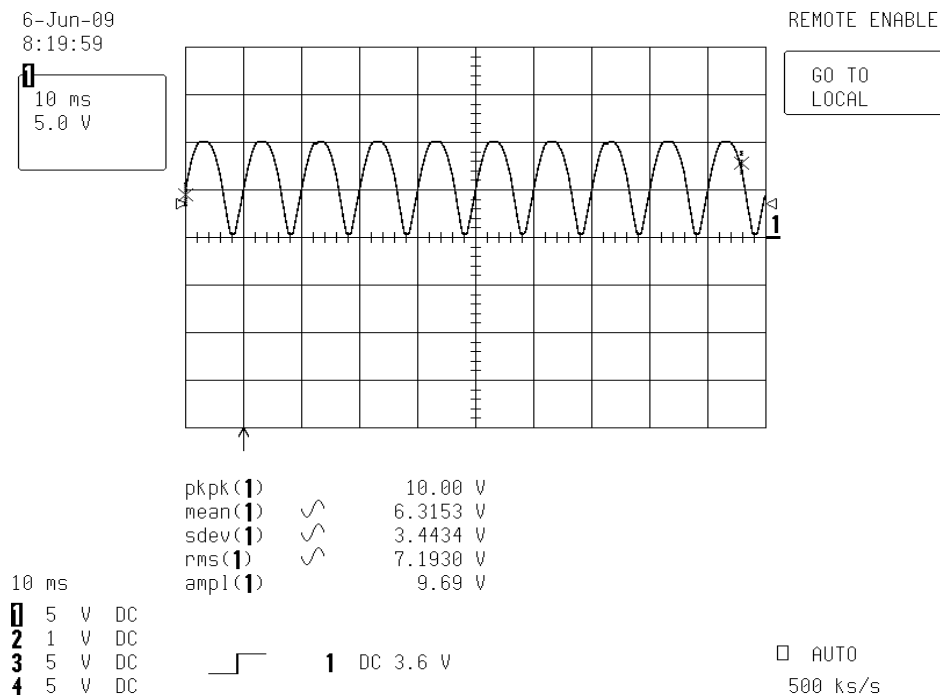 6-Jun-09
8:19:59
REMOTE ENABLE
1
10 ms
5.0 V
GO TO
LOCAL
1
pkpk(1) 10.00 V
mean(1) 6.3153 V
sdev(1) 3.4434 V
rms(1) 7.1930 V
ampl(1) 9.69 V
10 ms
1 5 V DC
2 1 V DC
3 5 V DC
4 5 V DC
1 DC 3.6 V
AUTO
500 ks/s